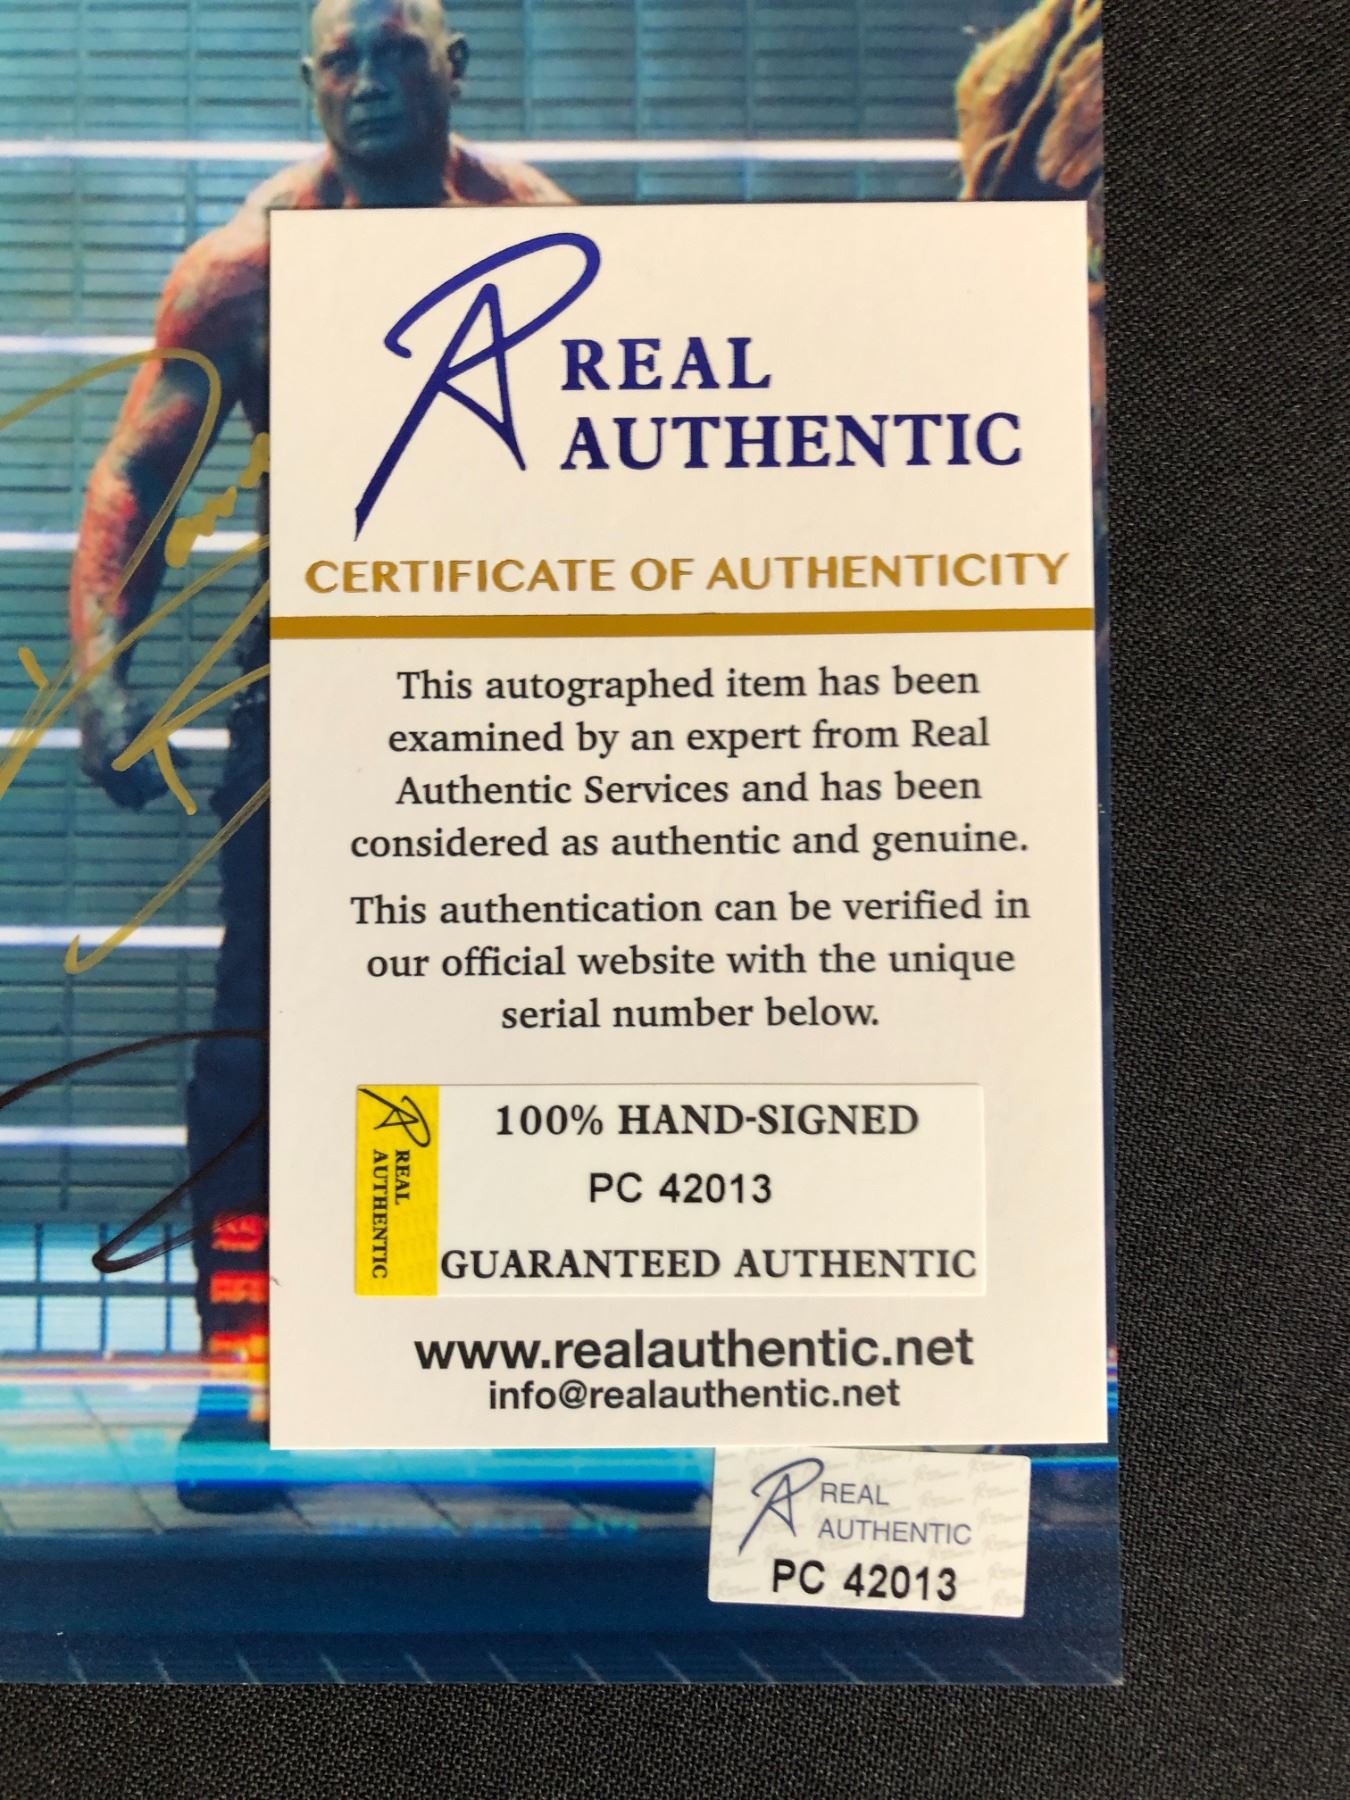 REAL
AUTHENTIC
CERTIFICATE OF AUTHENTICITY
This autographed item has been
examined by an expert from Real
Authentic Services and has been
considered as authentic and genuine.
This authentication can be verified in
our official website with the unique
serial number below.
REAL
AUTHENTIC
100% HAND-SIGNED
PC 42013
GUARANTEED AUTHENTIC
www.realauthentic.net
info@realauthentic.net
REAL
AUTHENTIC
PC 42013